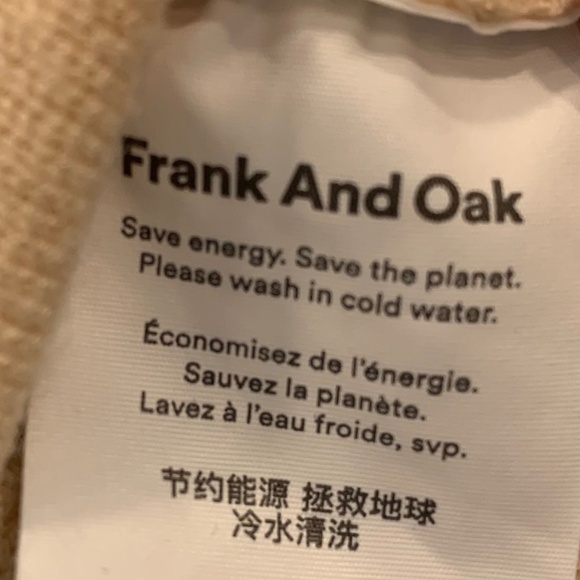 Frank And Oak
Save energy. Save the planet.
Please wash in cold water.
Économisez de l'énergie.
Sauvez la planète.
Lavez à l'eau froide, svp.
节约能源 拯救地球
冷水清洗